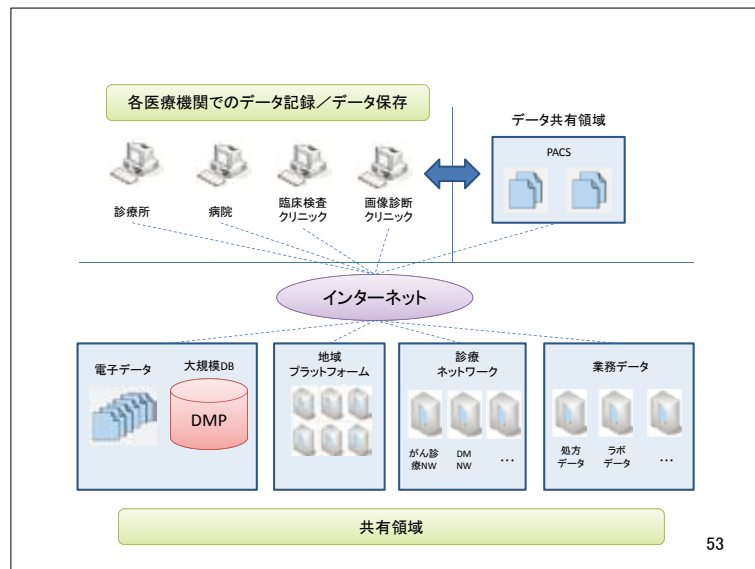 各医療機関でのデータ記録／データ保存
データ共有領域
PACS
診療所
病院
臨床検査
クリニック
画像診断
クリニック
インターネット
電子データ
大規模DB
DMP
地域
プラットフォーム
診療
ネットワーク
がん診
療NW
DM
NW
…
業務データ
処方
データ
ラボ
データ
…
共有領域
53